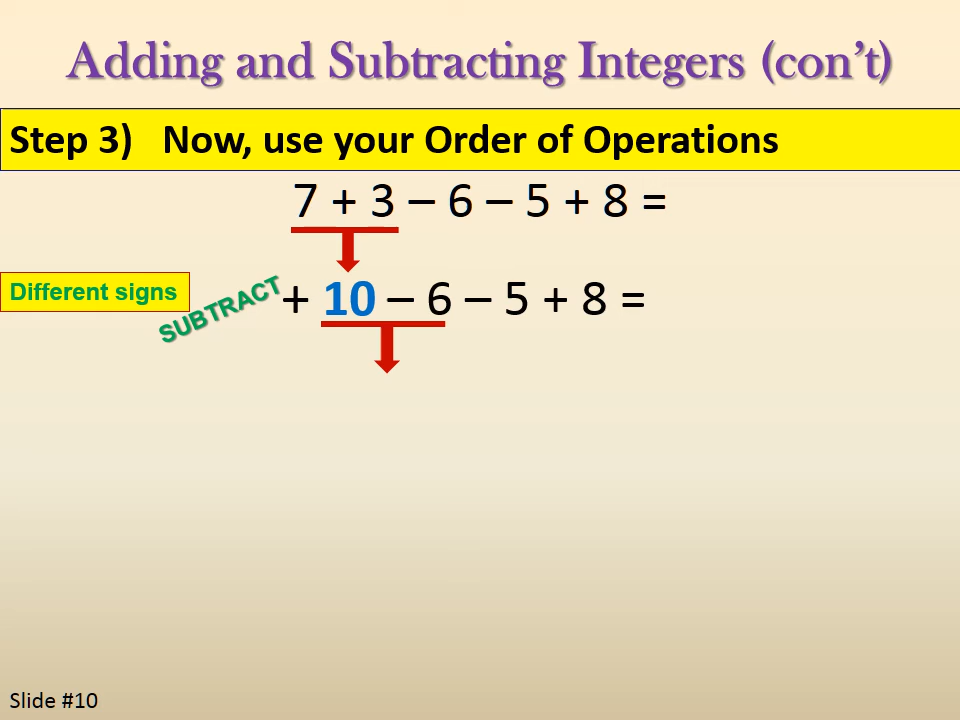 Adding and Subtracting Integers (con’t)
Step 3) Now, use your Order of Operations
7 + 3 – 6 – 5 + 8 =
Different signs
SUBTRACT
+ 10 – 6 – 5 + 8 =
Slide #10